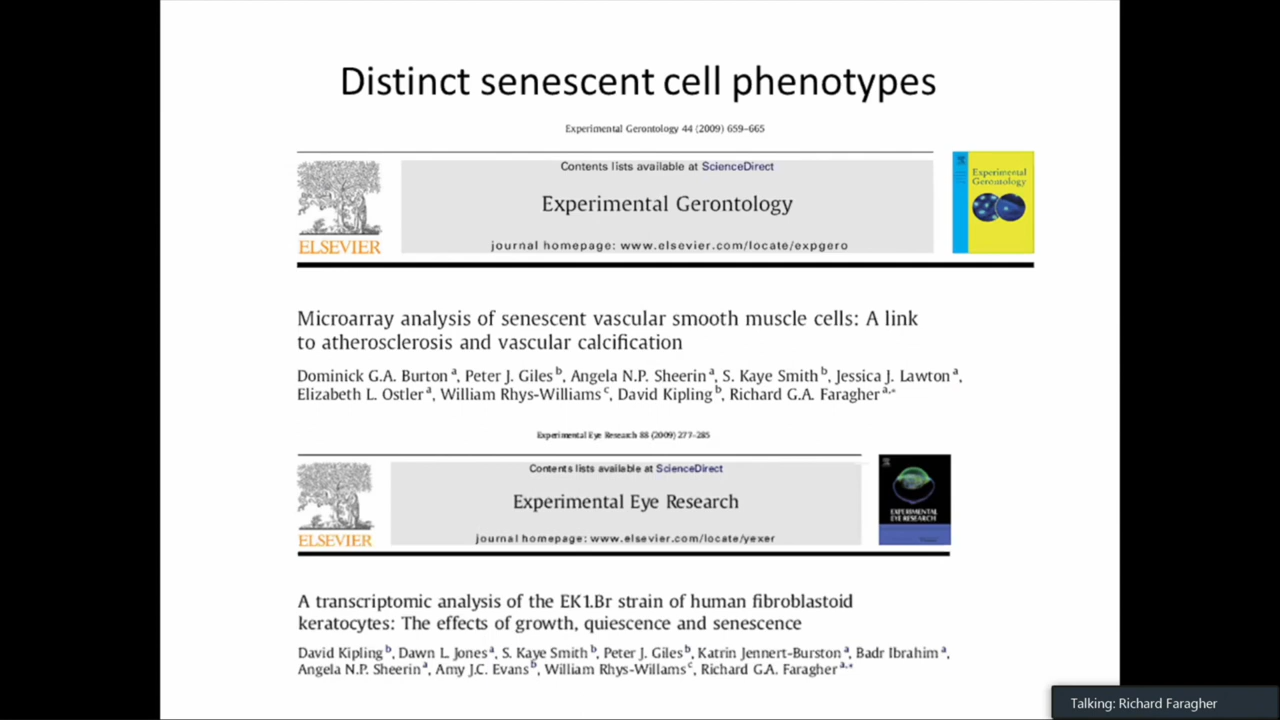 Distinct senescent cell phenotypes
Experimental Gerontology 44 (2009) 659–665
Contents lists available at ScienceDirect
Experimental Gerontology
journal homepage: www.elsevier.com/locate/expgero
ELSEVIER
Experimental
Gerontology
Microarray analysis of senescent vascular smooth muscle cells: A link
to atherosclerosis and vascular calcification
Dominick G.A. Burton a, Peter J. Giles b, Angela N.P. Sheerin a, S. Kaye Smith b, Jessica J. Lawton a,
Elizabeth L. Ostler a, William Rhys-Williams c, David Kipling b, Richard G.A. Faragher a,*
Experimental Eye Research 88 (2009) 277–285
Contents lists available at ScienceDirect
Experimental Eye Research
journal homepage: www.elsevier.com/locate/yexer
ELSEVIER
EXPERIMENTAL
EYE RESEARCH
A transcriptomic analysis of the EK1.Br strain of human fibroblastoid
keratocytes: The effects of growth, quiescence and senescence
David Kipling b, Dawn L. Jones a, S. Kaye Smith b, Peter J. Giles b, Katrin Jennert-Burston a, Badr Ibrahim a,
Angela N.P. Sheerin a, Amy J.C. Evans b, William Rhys-Willams c, Richard G.A. Faragher a,*
Talking: Richard Faragher